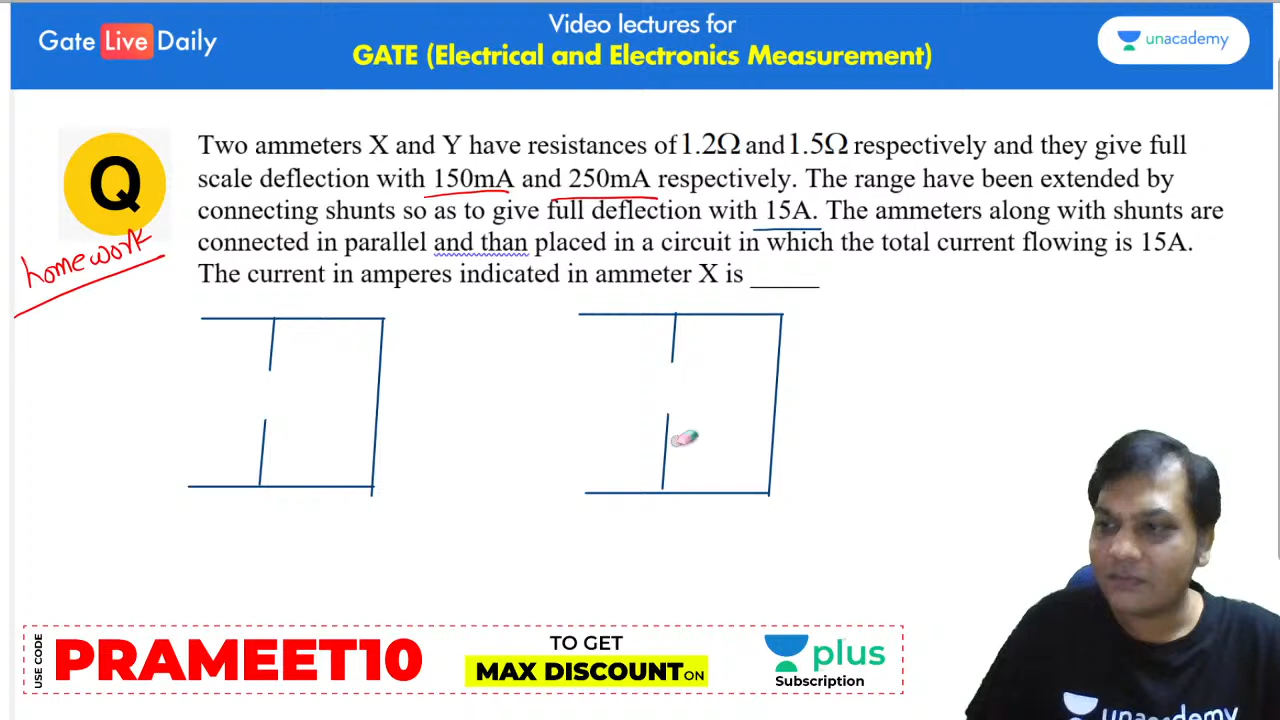 Gate Live Daily
Video lectures for
GATE (Electrical and Electronics Measurement)
unacademy
Q
Two ammeters X and Y have resistances of 1.2Ω and 1.5Ω respectively and they give full
scale deflection with 150mA and 250mA respectively. The range have been extended by
connecting shunts so as to give full deflection with 15A. The ammeters along with shunts are
connected in parallel and than placed in a circuit in which the total current flowing is 15A.
The current in amperes indicated in ammeter X is ______
homework
USE CODE
PRAMEET10
TO GET
MAX DISCOUNT ON
plus
Subscription
unacademy